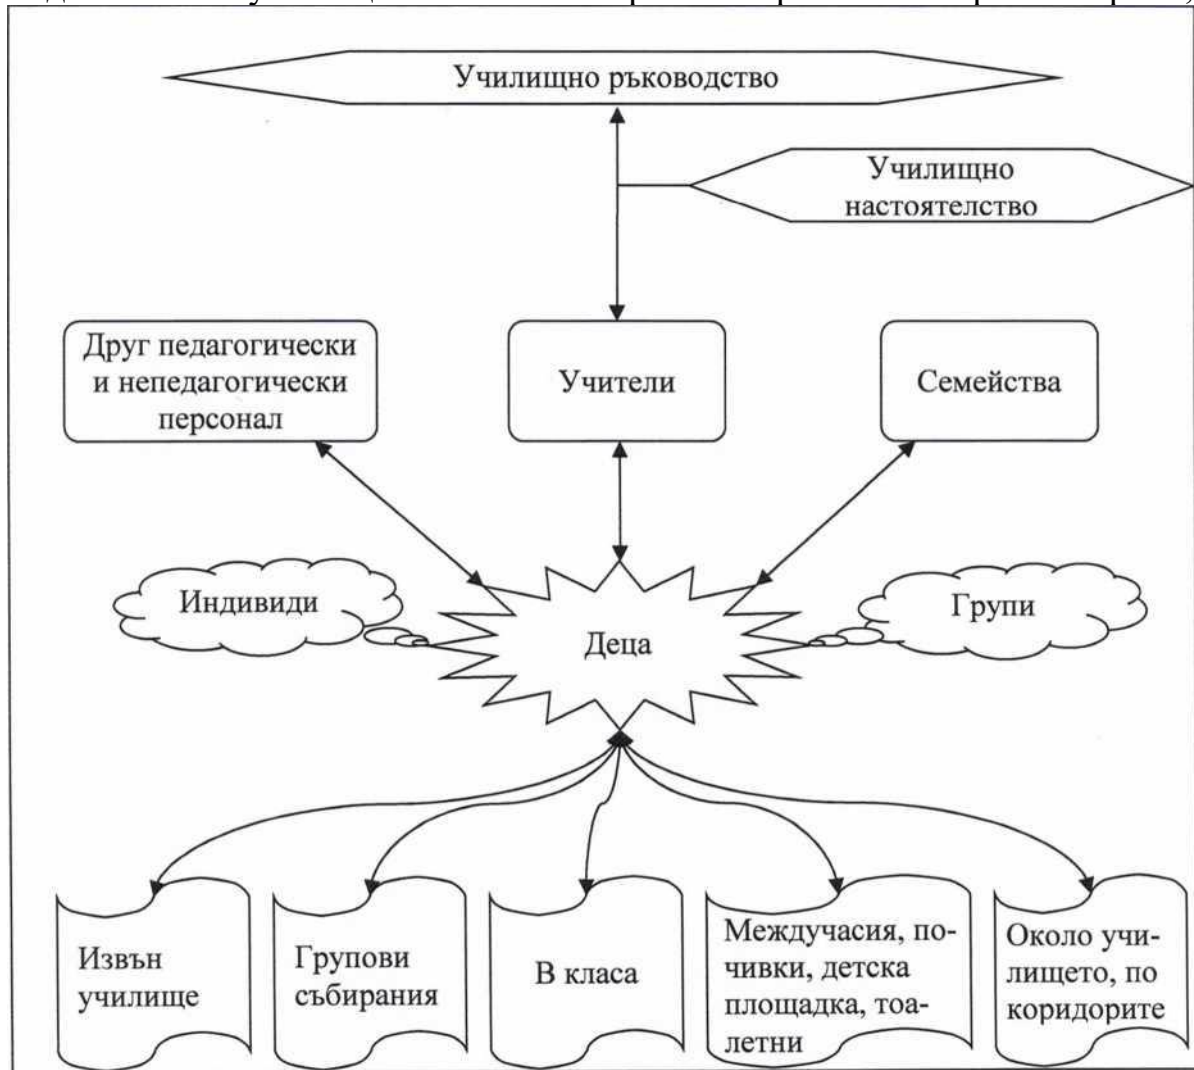 Училищно ръководство
Училищно
настоятелство
Друг педагогически
и непедагогически
персонал
Учители
Семейства
Индивиди
Групи
Деца
Извън
училище
Групови
събирания
В класа
Междучасия, по-
чивки, детска
площадка, тоа-
летни
Около учи-
лището, по
коридорите